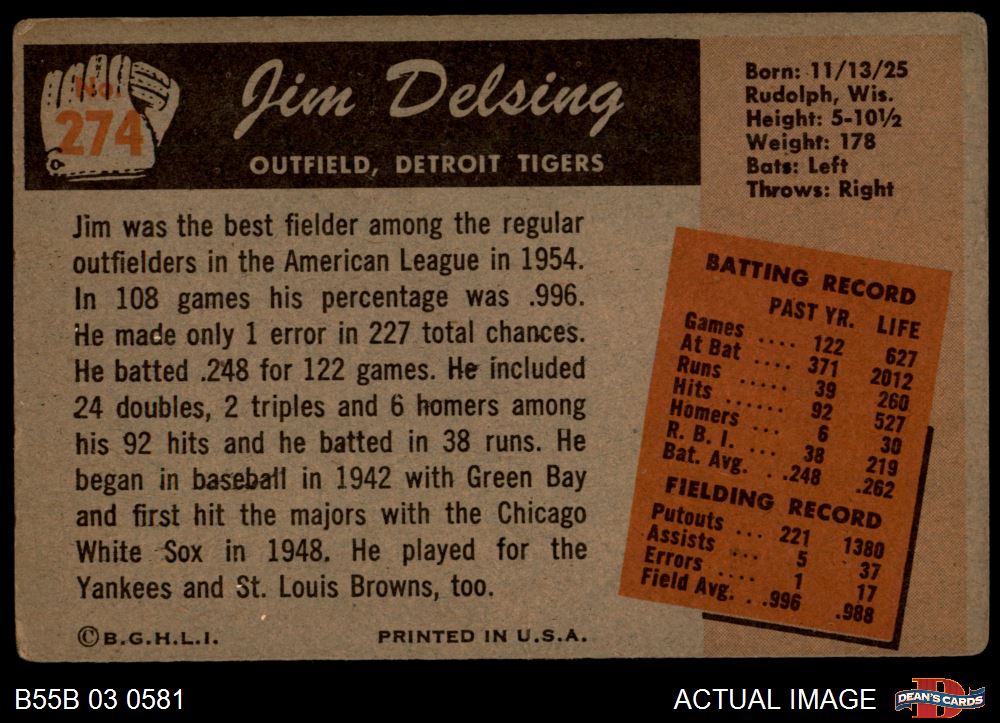 No.
274
Jim Delsing
OUTFIELD, DETROIT TIGERS
Born: 11/13/25
Rudolph, Wis.
Height: 5-10½
Weight: 178
Bats: Left
Throws: Right
Jim was the best fielder among the regular
outfielders in the American League in 1954.
In 108 games his percentage was .996.
He made only 1 error in 227 total chances.
He batted .248 for 122 games. He included
24 doubles, 2 triples and 6 homers among
his 92 hits and he batted in 38 runs. He
began in baseball in 1942 with Green Bay
and first hit the majors with the Chicago
White Sox in 1948. He played for the
Yankees and St. Louis Browns, too.
©B.G.H.L.I. PRINTED IN U.S.A.
BATTING RECORD
PAST YR. LIFE
Games .... 122 627
At Bat .... 371 2012
Runs ..... 39 260
Hits ...... 92 527
Homers ... 6 30
R. B. I. ... 38 219
Bat. Avg. ... .248 .262
FIELDING RECORD
Putouts ... 221 1380
Assists ... 5 37
Errors .... 1 17
Field Avg. . .996 .988
B55B 03 0581 ACTUAL IMAGE DEAN'S CARDS